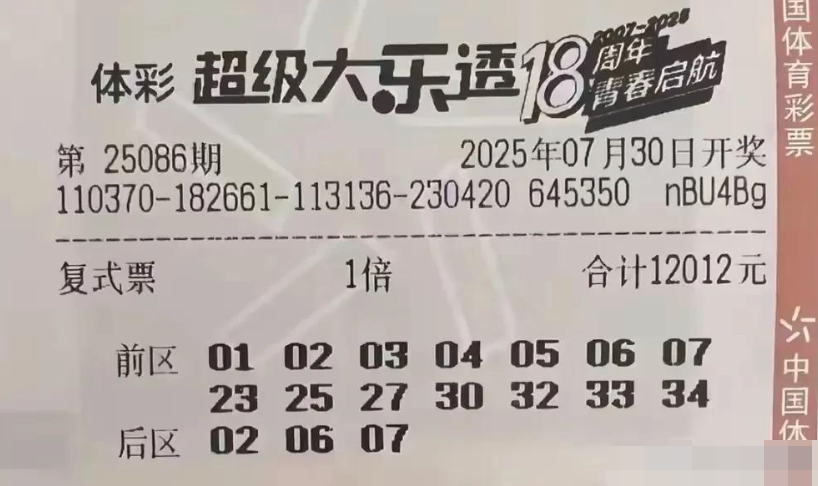 2007-2025
体彩 超级大乐透 18周年
青春启航
第 25086期 2025年07月30日开奖
110370-182661-113136-230420 645350 nBU4Bg
复式票 1倍 合计12012元
前区 01 02 03 04 05 06 07
23 25 27 30 32 33 34
后区 02 06 07
国体育彩票
中国体